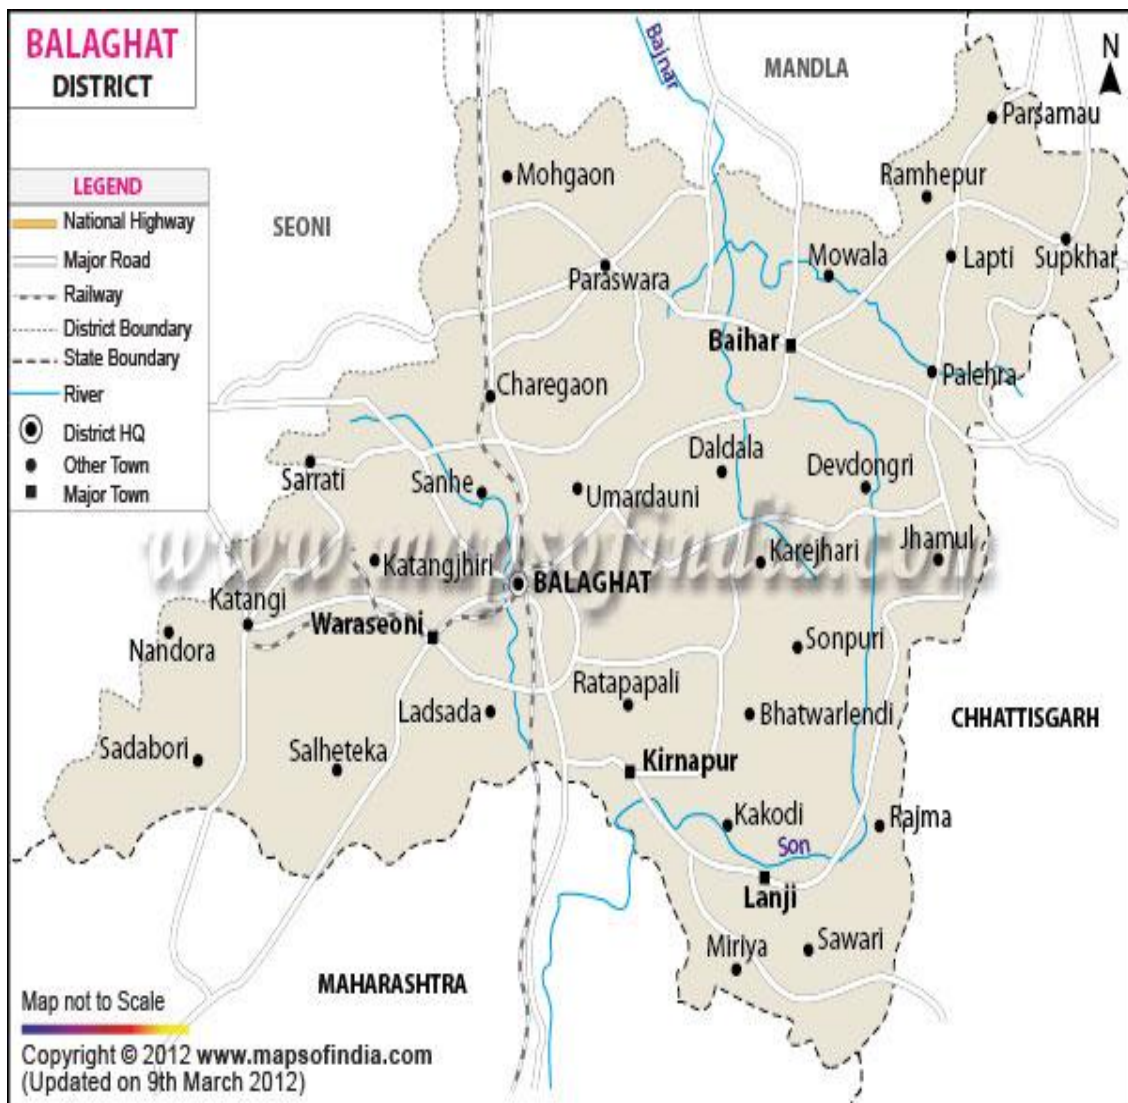 BALAGHAT
DISTRICT
N
LEGEND
National Highway
Major Road
Railway
District Boundary
State Boundary
River
District HQ
Other Town
Major Town
Bajnar
MANDLA
Parsamau
Mohgaon
Ramhepur
SEONI
Mowala
Lapti
Supkhar
Paraswara
Baihar
Palehra
Charegaon
Daldala
Devdongri
Sarrati
Sanhe
Umardauni
www.mapsofindia.com
Karejhari
Jhamul
Katangjhiri
BALAGHAT
Katangi
Waraseoni
Nandora
Sonpuri
Ratapapali
Ladsada
Bhatwarlendi
CHHATTISGARH
Sadabori
Salheteka
Kirnapur
Kakodi
Rajma
Son
Lanji
Miriya
Sawari
MAHARASHTRA
Map not to Scale
Copyright © 2012 www.mapsofindia.com
(Updated on 9th March 2012)